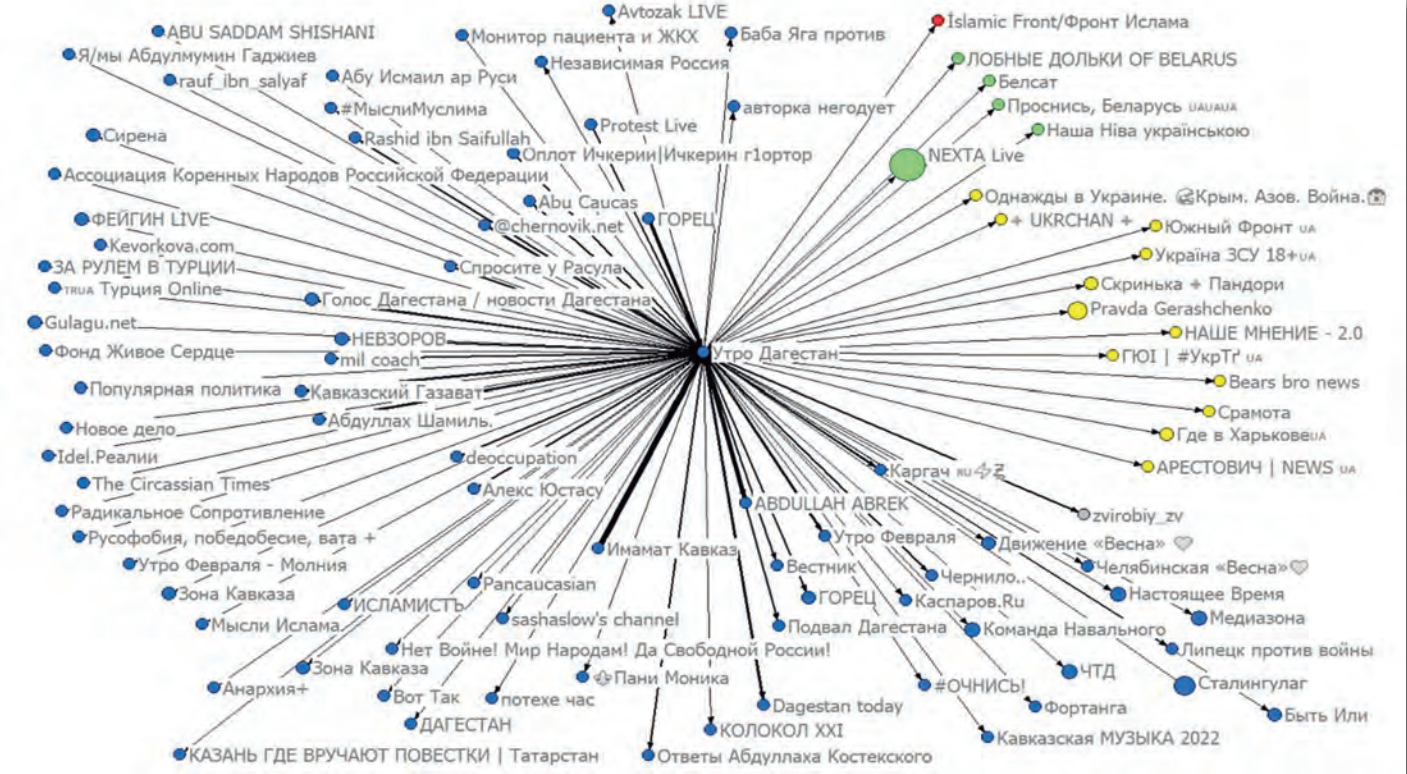 Avtozak LIVE
İslamic Front/Фронт Ислама
ABU SADDAM SHISHANI
Монитор пациента и ЖКХ
Баба Яга против
Я/мы Абдулмумин Гаджиев
Независимая Россия
ЛОБНЫЕ ДОЛЬКИ OF BELARUS
rauf_ibn_salyaf
Абу Исмаил ар Руси
Белсат
#МыслиМуслима
авторка негодует
Проснись, Беларусь UAUAUA
Сирена
Rashid ibn Saifullah
Protest Live
Наша Ніва українською
Оплот Ичкерии|Ичкерин г1ортор
NEXTA Live
Ассоциация Коренных Народов Российской Федерации
Однажды в Украине. Крым. Азов. Война.
Abu Caucas
ФЕЙГИН LIVE
@chernovik.net
ГОРЕЦ
+ UKRCHAN +
Южный Фронт UA
Kevorkova.com
Україна ЗСУ 18+UA
ЗА РУЛЕМ В ТУРЦИИ
Спросите у Расула
TRUA Турция Online
Голос Дагестана / новости Дагестана
Скринька + Пандори
Pravda Gerashchenko
Gulagu.net
НЕВЗОРОВ
НАШЕ МНЕНИЕ - 2.0
Фонд Живое Сердце
mil coach
Утро Дагестан
ГЮІ | #УкрТґ UA
Популярная политика
Кавказский Газават
Bears bro news
Новое дело
Абдуллах Шамиль.
Срамота
Где в ХарьковеUA
Idel.Реалии
deoccupation
Каргач RU
АРЕСТОВИЧ | NEWS UA
The Circassian Times
Алекс Юстасу
ABDULLAH ABREK
Радикальное Сопротивление
zvirobiy_zv
Русофобия, победобесие, вата +
Имамат Кавказ
Утро Февраля
Движение «Весна»
Утро Февраля - Молния
Вестник
Чернило..
Челябинская «Весна»
Зона Кавказа
Pancaucasian
ГОРЕЦ
Каспаров.Ru
Настоящее Время
ИСЛАМИСТЪ
Мысли Ислама
sashaslow's channel
Подвал Дагестана
Команда Навального
Медиазона
Нет Войне! Мир Народам! Да Свободной России!
Липецк против войны
Зона Кавказа
Пани Моника
ЧТД
Анархия+
Вот Так
потехе час
#ОЧНИСЬ!
Сталингулаг
Dagestan today
Фортанга
Быть Или
ДАГЕСТАН
КОЛОКОЛ XXI
Кавказская МУЗЫКА 2022
КАЗАНЬ ГДЕ ВРУЧАЮТ ПОВЕСТКИ | Татарстан
Ответы Абдуллаха Костекского